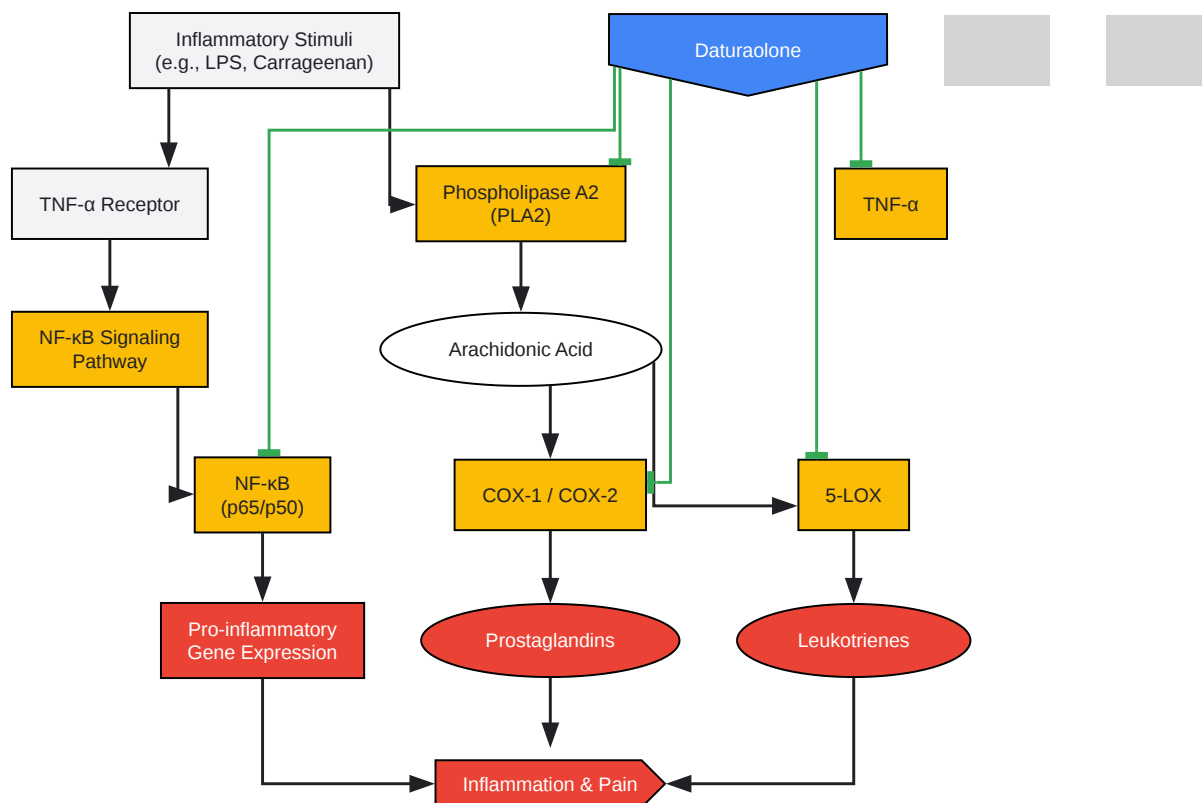 Inflammatory Stimuli
(e.g., LPS, Carrageenan)
Daturaolone
TNF-α Receptor
Phospholipase A2
(PLA2)
TNF-α
NF-κB Signaling
Pathway
Arachidonic Acid
NF-κB
(p65/p50)
COX-1 / COX-2
5-LOX
Pro-inflammatory
Gene Expression
Prostaglandins
Leukotrienes
Inflammation & Pain